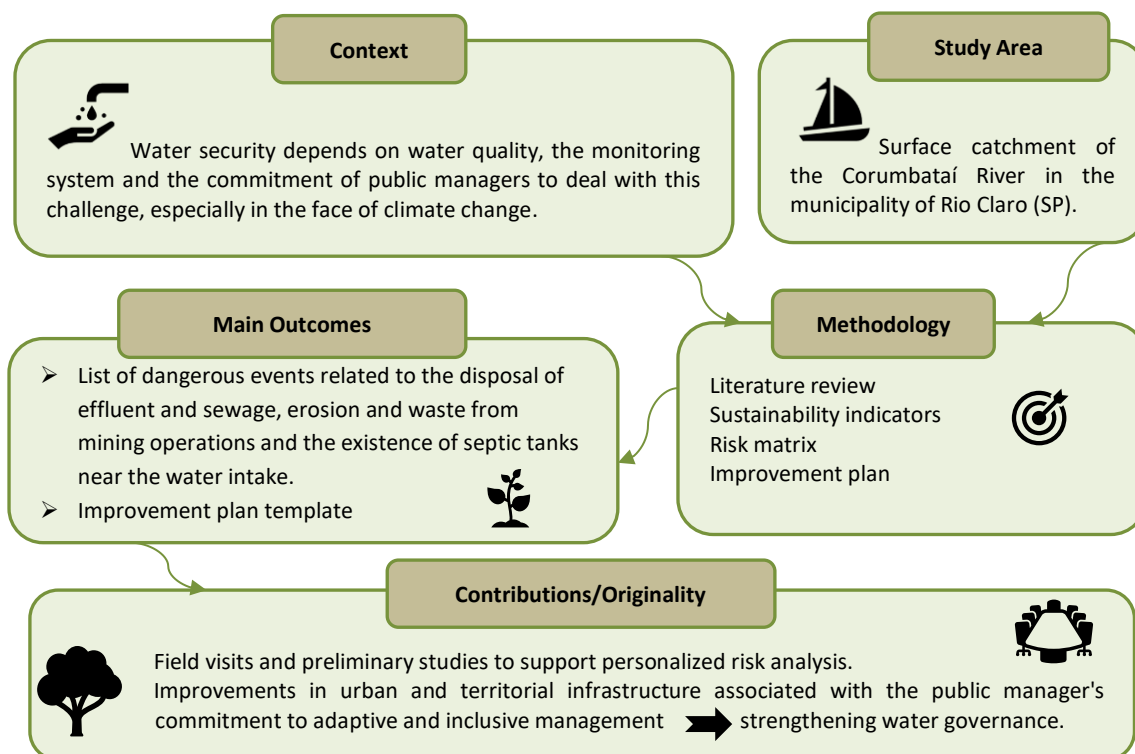 Context
Water security depends on water quality, the monitoring
system and the commitment of public managers to deal with this
challenge, especially in the face of climate change.
Study Area
Surface catchment of
the Corumbataí River in the
municipality of Rio Claro (SP).
Methodology
Literature review
Sustainability indicators
Risk matrix
Improvement plan
Main Outcomes
List of dangerous events related to the disposal of
effluent and sewage, erosion and waste from
mining operations and the existence of septic tanks
near the water intake.
Improvement plan template
Contributions/Originality
Field visits and preliminary studies to support personalized risk analysis.
Improvements in urban and territorial infrastructure associated with the public manager's
commitment to adaptive and inclusive management strengthening water governance.